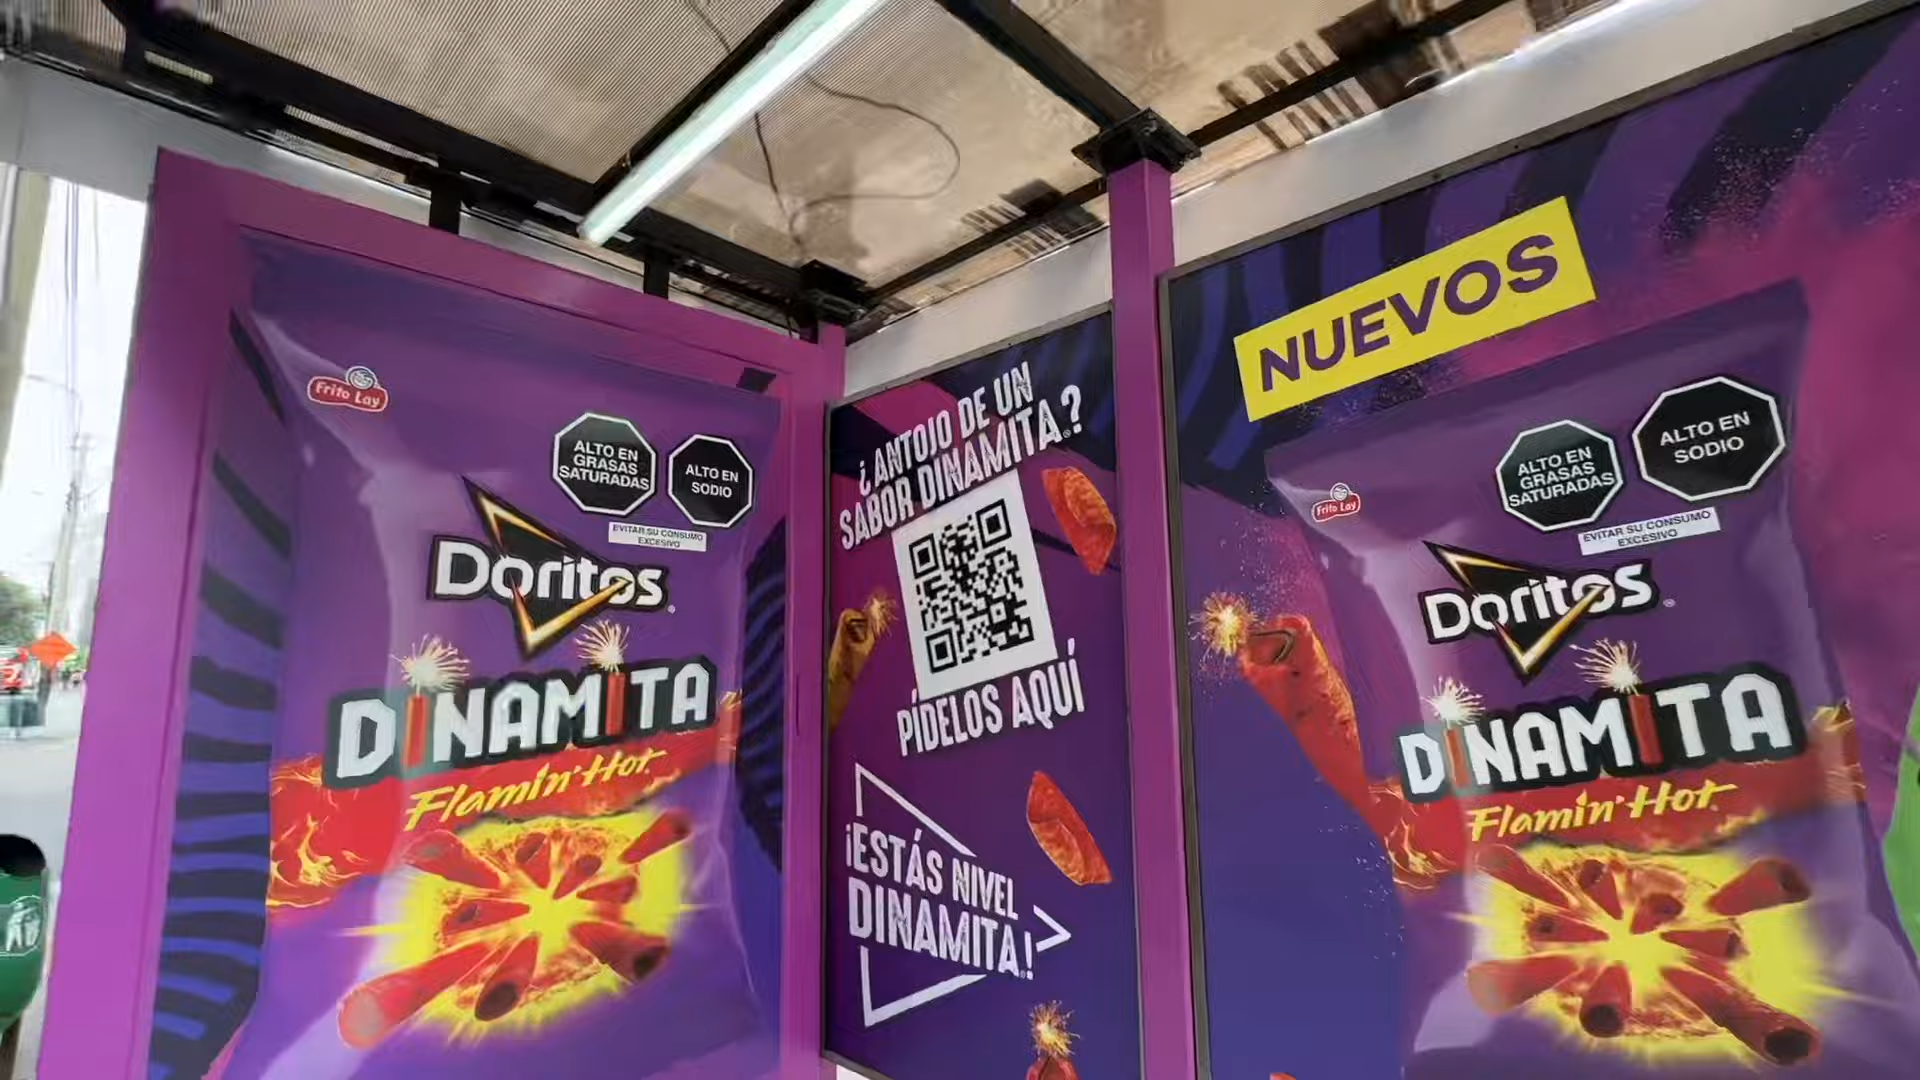 Frito Lay
ALTO EN
GRASAS
SATURADAS
ALTO EN
SODIO
EVITAR SU CONSUMO
EXCESIVO
Doritos
DINAMITA
Flamin' Hot
¿ANTOJO DE UN
SABOR DINAMITA?
PÍDELOS AQUÍ
¡ESTÁS NIVEL
DINAMITA!
NUEVOS
Frito Lay
ALTO EN
GRASAS
SATURADAS
ALTO EN
SODIO
EVITAR SU CONSUMO
EXCESIVO
Doritos
DINAMITA
Flamin' Hot